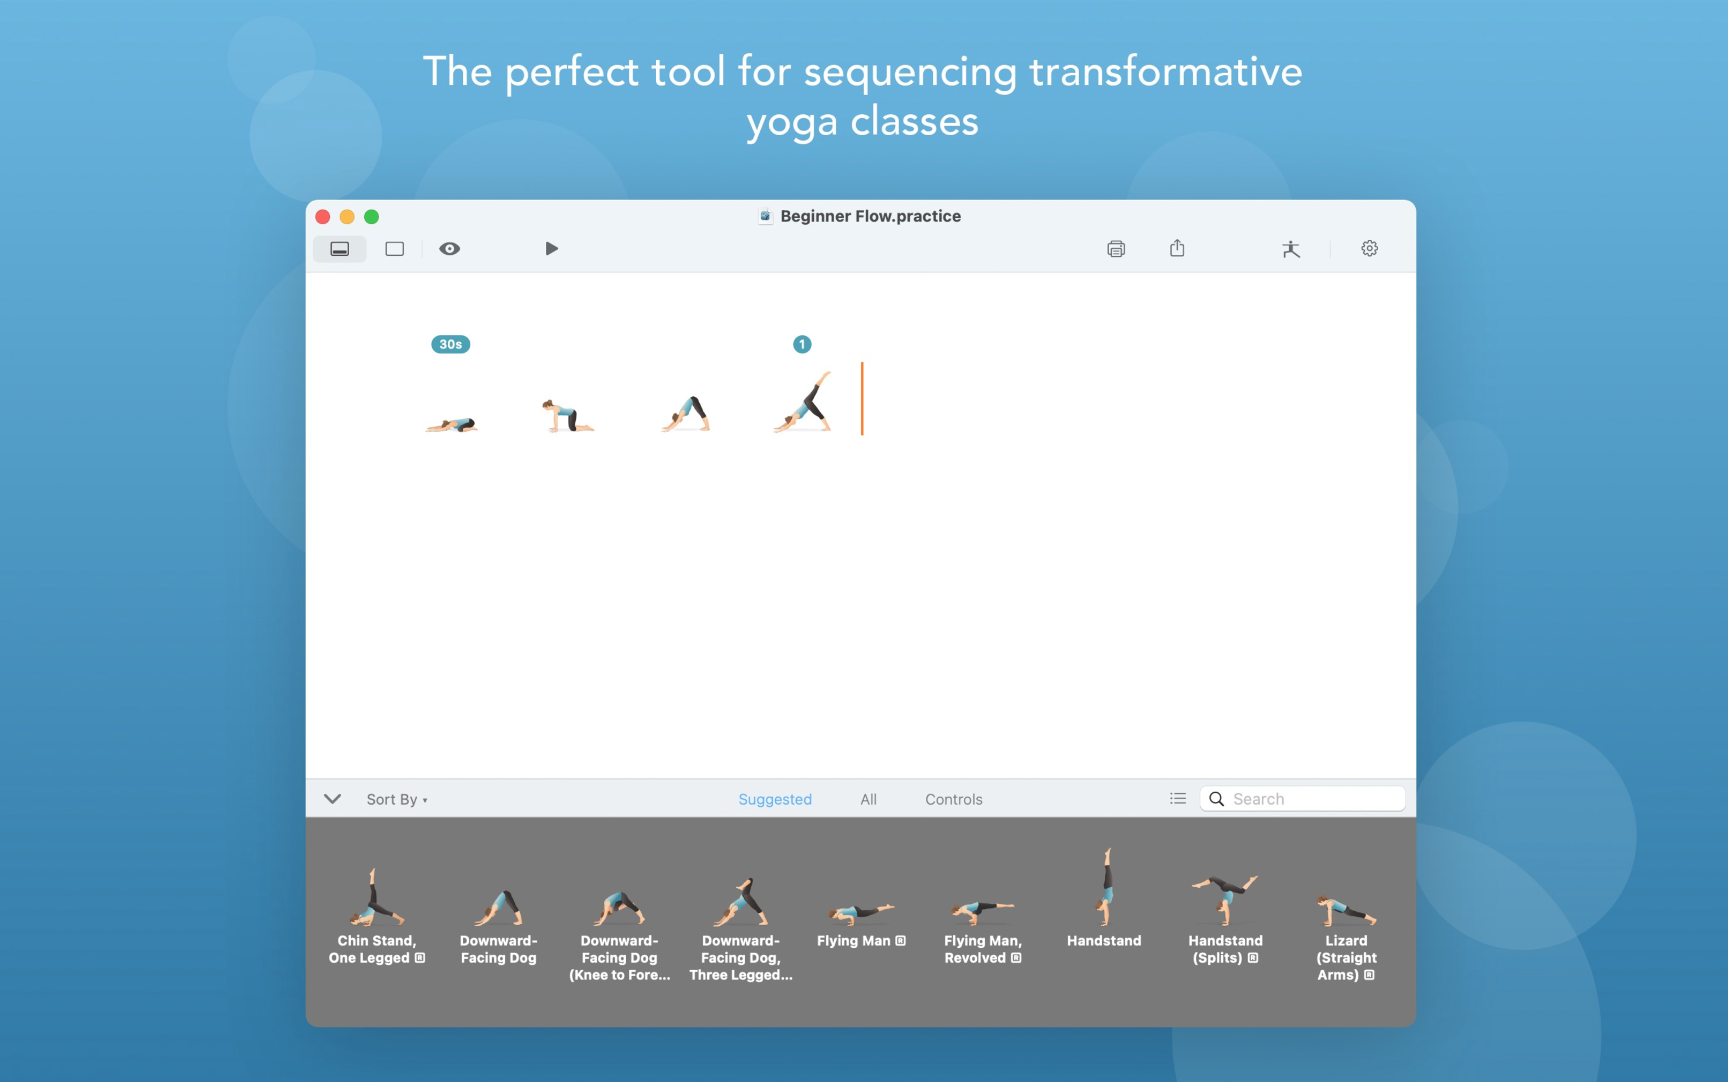 The perfect tool for sequencing transformative
yoga classes
Beginner Flow.practice
30s
1
Sort By
Suggested
All
Controls
Search
Chin Stand,
One Legged R
Downward-
Facing Dog
Downward-
Facing Dog
(Knee to Fore...
Downward-
Facing Dog,
Three Legged...
Flying Man R
Flying Man,
Revolved R
Handstand
Handstand
(Splits) R
Lizard
(Straight
Arms) R